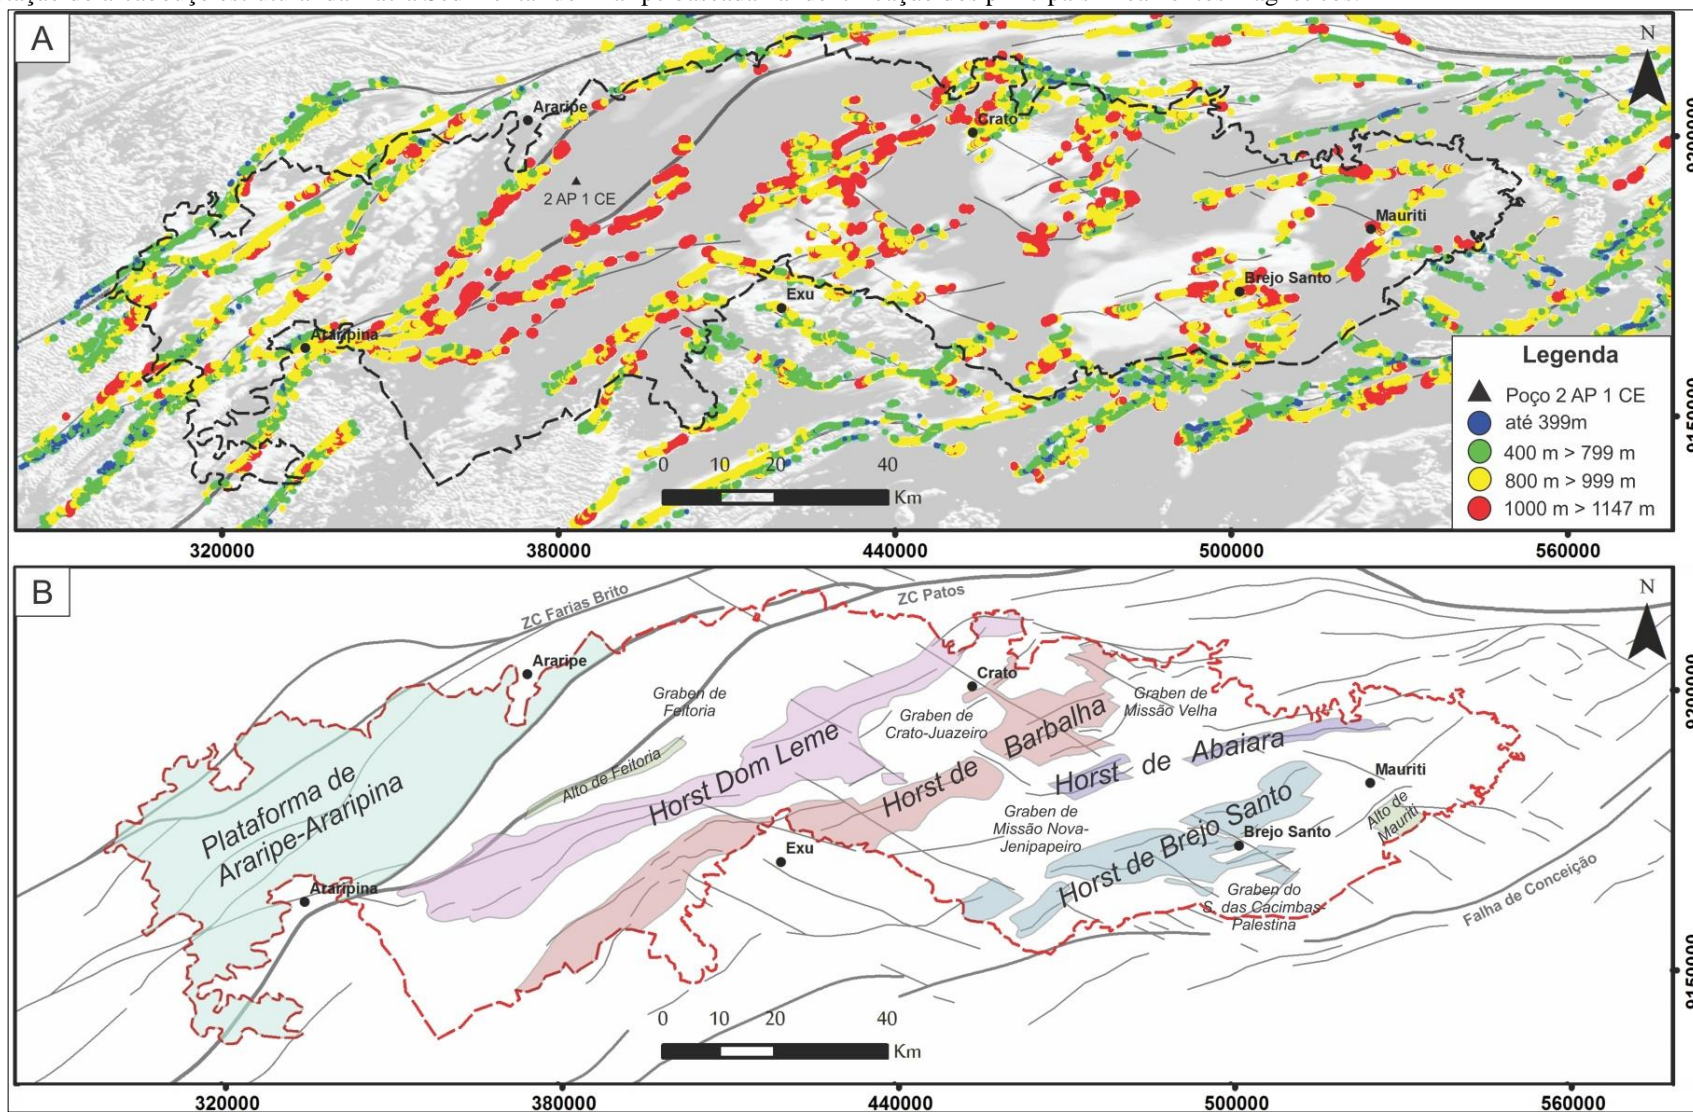 A
N
Araripe
Crato
9200000
2 AP 1 CE
Mauriti
Brejo Santo
Exu
Araripina
Legenda
Poço 2 AP 1 CE
até 399m
400 m > 799 m
800 m > 999 m
1000 m > 1147 m
9150000
0 10 20 40
Km
320000 380000 440000 500000 560000
B
N
ZC Farias Brito
ZC Patos
Araripe
Crato
9200000
Graben de
Feitoria
Graben de
Missão Velha
Graben de
Crato-Juazeiro
Barbalha
Horst de Abaiara
Alto de Feitoria
Horst Dom Leme
Horst de
Mauriti
Plataforma de
Araripe-Araripina
Graben de
Missão Nova-
Jenipapeiro
Horst de Brejo Santo
Brejo Santo
Alto de
Mauriti
Exu
Araripina
Graben do
S. das Cacimbas-
Palestina
Falha de Conceição
9150000
0 10 20 40
Km
320000 380000 440000 500000 560000